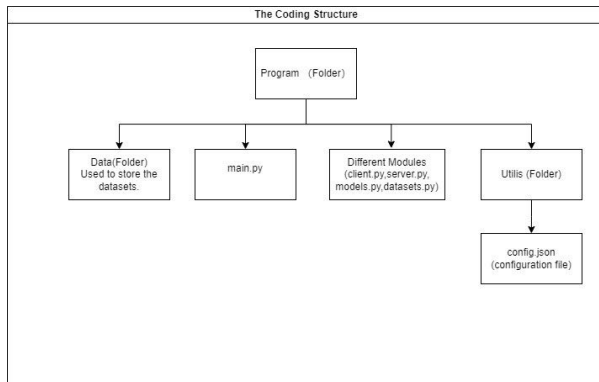 The Coding Structure
Program （Folder）
Data(Folder)
Used to store the
datasets.
main.py
Different Modules
(client.py,server.py,
models.py,datasets.py)
Utilis (Folder)
config.json
(configuration file)